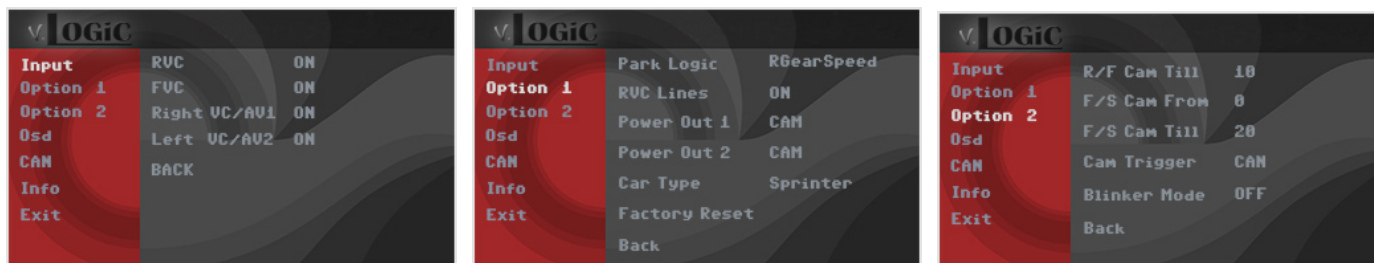 v.LOGiC
Input
Option 1
Option 2
Osd
CAN
Info
Exit
RVC ON
FVC ON
Right VC/AV1 ON
Left VC/AV2 ON
BACK
v.LOGiC
Input
Option 1
Option 2
Osd
CAN
Info
Exit
Park Logic RGearSpeed
RVC Lines ON
Power Out 1 CAM
Power Out 2 CAM
Car Type Sprinter
Factory Reset
Back
v.LOGiC
Input
Option 1
Option 2
Osd
CAN
Info
Exit
R/F Cam Till 10
F/S Cam From 0
F/S Cam Till 20
Cam Trigger CAN
Blinker Mode OFF
Back